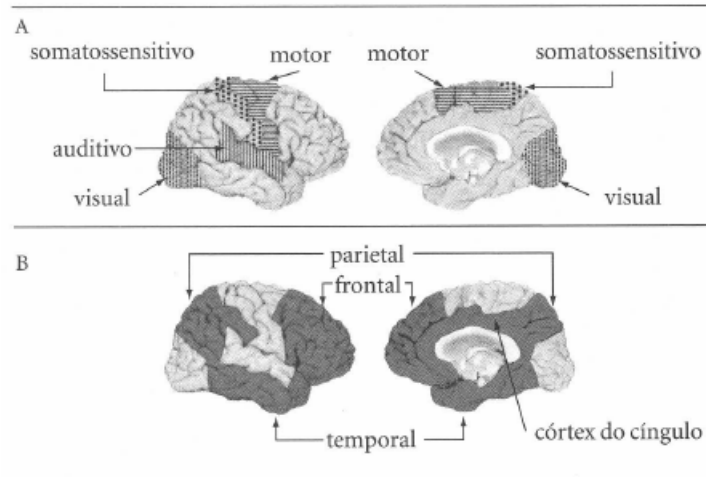 A
somatossensitivo motor motor somatossensitivo
auditivo
visual visual
B
parietal
frontal
temporal
córtex do cíngulo